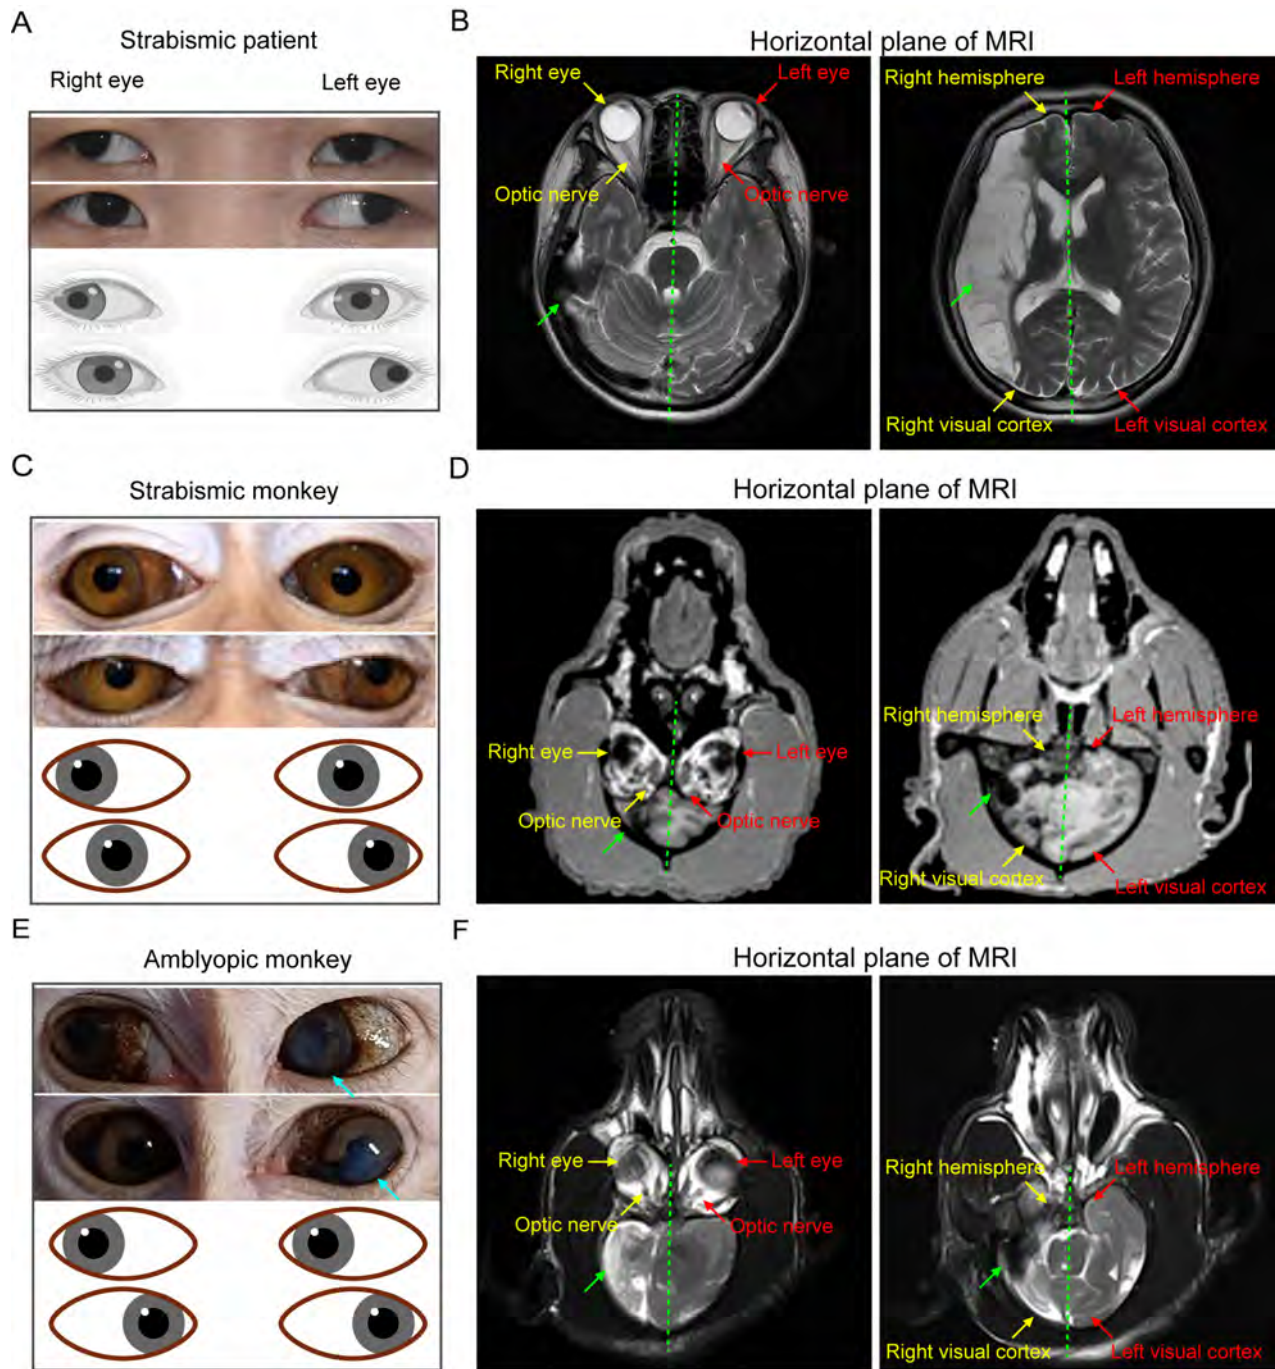 A
Strabismic patient
Right eye
Left eye
B
Horizontal plane of MRI
Right eye
Left eye
Optic nerve
Optic nerve
Right hemisphere
Left hemisphere
Right visual cortex
Left visual cortex
C
Strabismic monkey
D
Horizontal plane of MRI
Right eye
Left eye
Optic nerve
Optic nerve
Right hemisphere
Left hemisphere
Right visual cortex
Left visual cortex
E
Amblyopic monkey
F
Horizontal plane of MRI
Right eye
Left eye
Optic nerve
Optic nerve
Right hemisphere
Left hemisphere
Right visual cortex
Left visual cortex